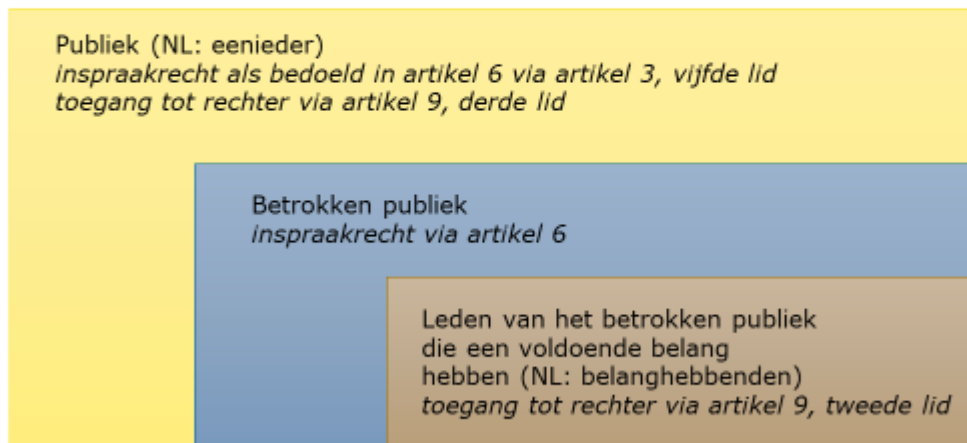 Publiek (NL: eenieder)
inspraakrecht als bedoeld in artikel 6 via artikel 3, vijfde lid
toegang tot rechter via artikel 9, derde lid
Betrokken publiek
inspraakrecht via artikel 6
Leden van het betrokken publiek
die een voldoende belang
hebben (NL: belanghebbenden)
toegang tot rechter via artikel 9, tweede lid